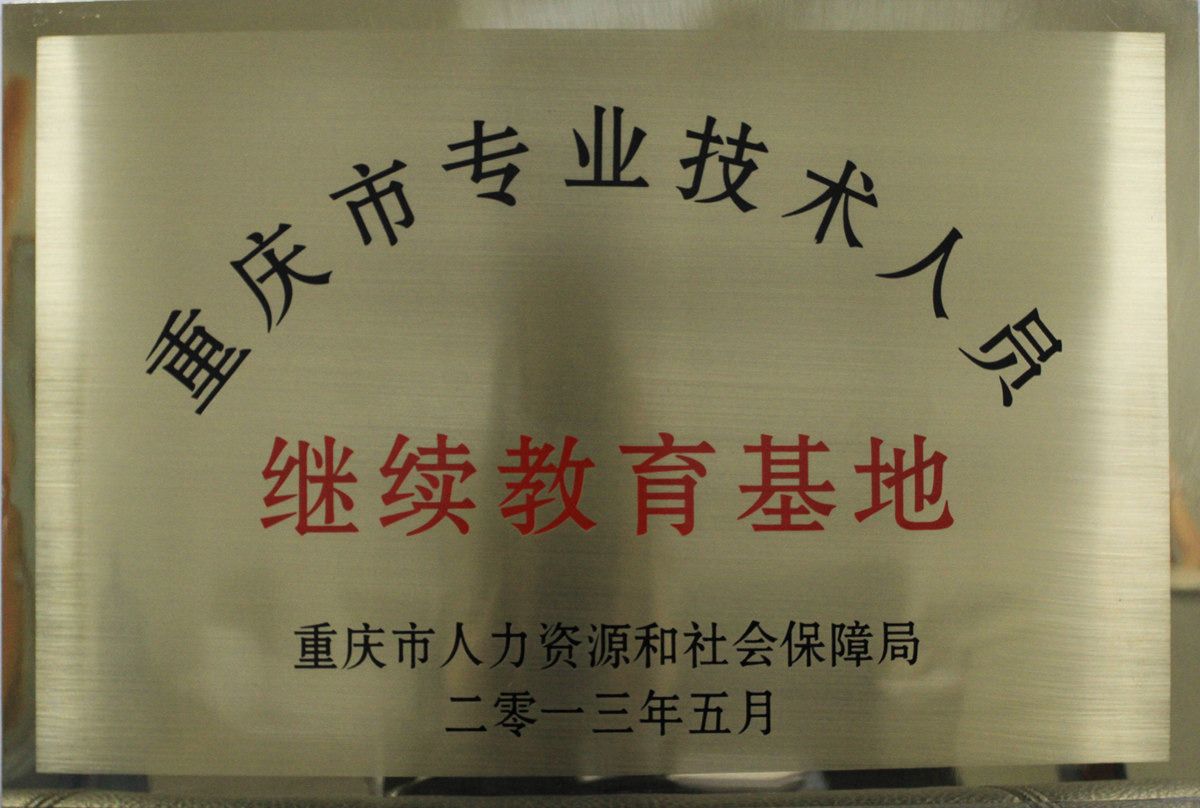 重庆市专业技术人员
继续教育基地
重庆市人力资源和社会保障局
二零一三年五月